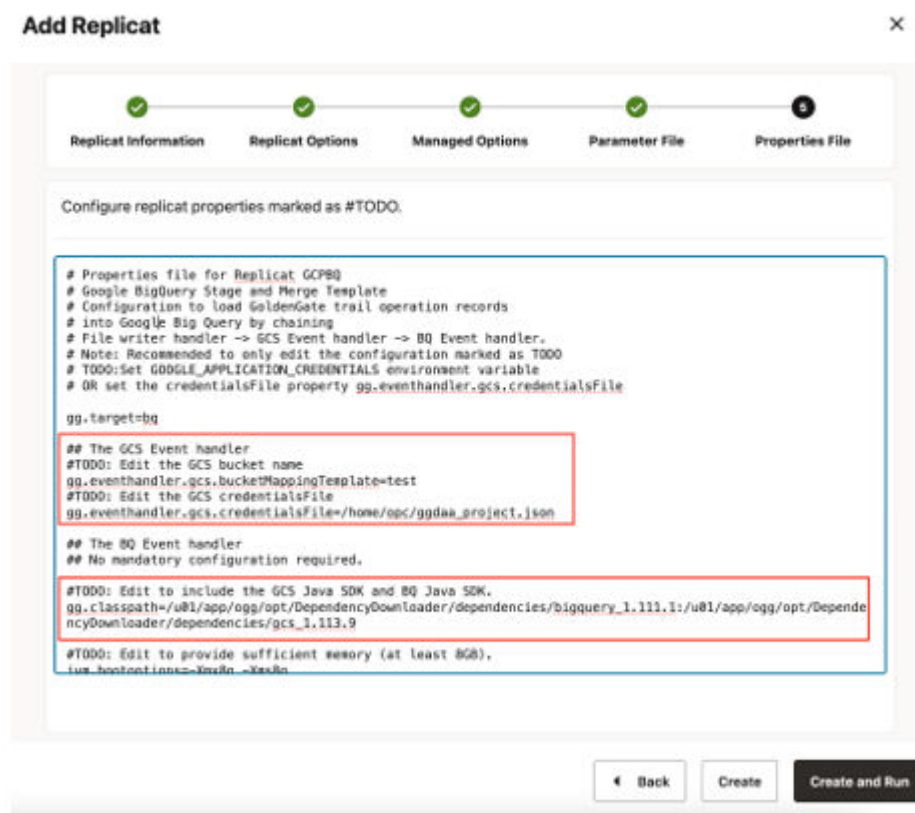 Add Replicat
×
5
Replicat Information
Replicat Options
Managed Options
Parameter File
Properties File
Configure replicat properties marked as #TODO.
# Properties file for Replicat GCPBQ
# Google BigQuery Stage and Merge Template
# Configuration to load GoldenGate trail operation records
# into Google Big Query by chaining
# File writer handler -> GCS Event handler -> BQ Event handler.
# Note: Recommended to only edit the configuration marked as TODO
# TODO:Set GOOGLE_APPLICATION_CREDENTIALS environment variable
# OR set the credentialsFile property gg.eventhandler.gcs.credentialsFile
gg.target=bq
## The GCS Event handler
#TODO: Edit the GCS bucket name
gg.eventhandler.gcs.bucketMappingTemplate=test
#TODO: Edit the GCS credentialsFile
gg.eventhandler.gcs.credentialsFile=/home/opc/ggdaa_project.json
## The BQ Event handler
## No mandatory configuration required.
#TODO: Edit to include the GCS Java SDK and BQ Java SDK.
gg.classpath=/u01/app/ogg/opt/DependencyDownloader/dependencies/bigquery_1.111.1:/u01/app/ogg/opt/Depende
ncyDownloader/dependencies/gcs_1.113.9
#TODO: Edit to provide sufficient memory (at least 8GB).
jvm.bootoptions=-Xmx8g -Xms8g
Back
Create
Create and Run